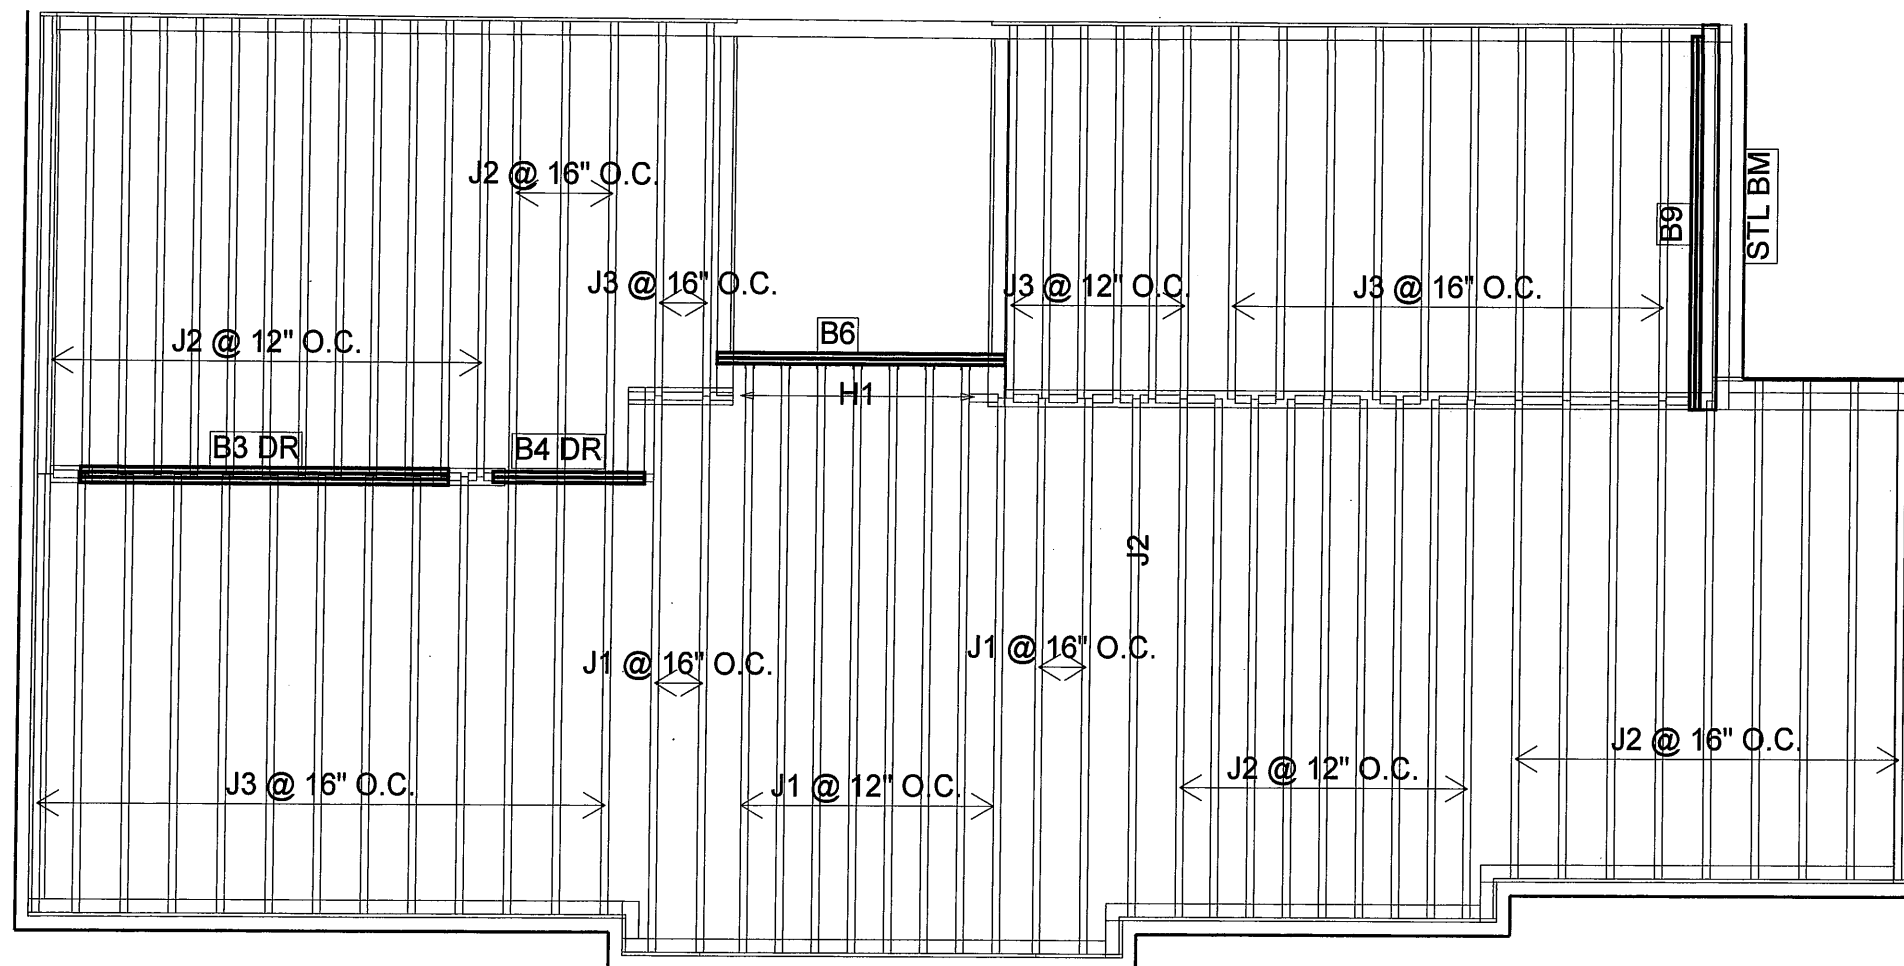 J2 @ 16" O.C.
STL BM
B9
J3 @ 16" O.C.
J3 @ 12" O.C.
J3 @ 16" O.C.
J2 @ 12" O.C.
B6
H1
B3 DR
B4 DR
J2
J1 @ 16" O.C.
J1 @ 16" O.C.
J2 @ 16" O.C.
J3 @ 16" O.C.
J1 @ 12" O.C.
J2 @ 12" O.C.